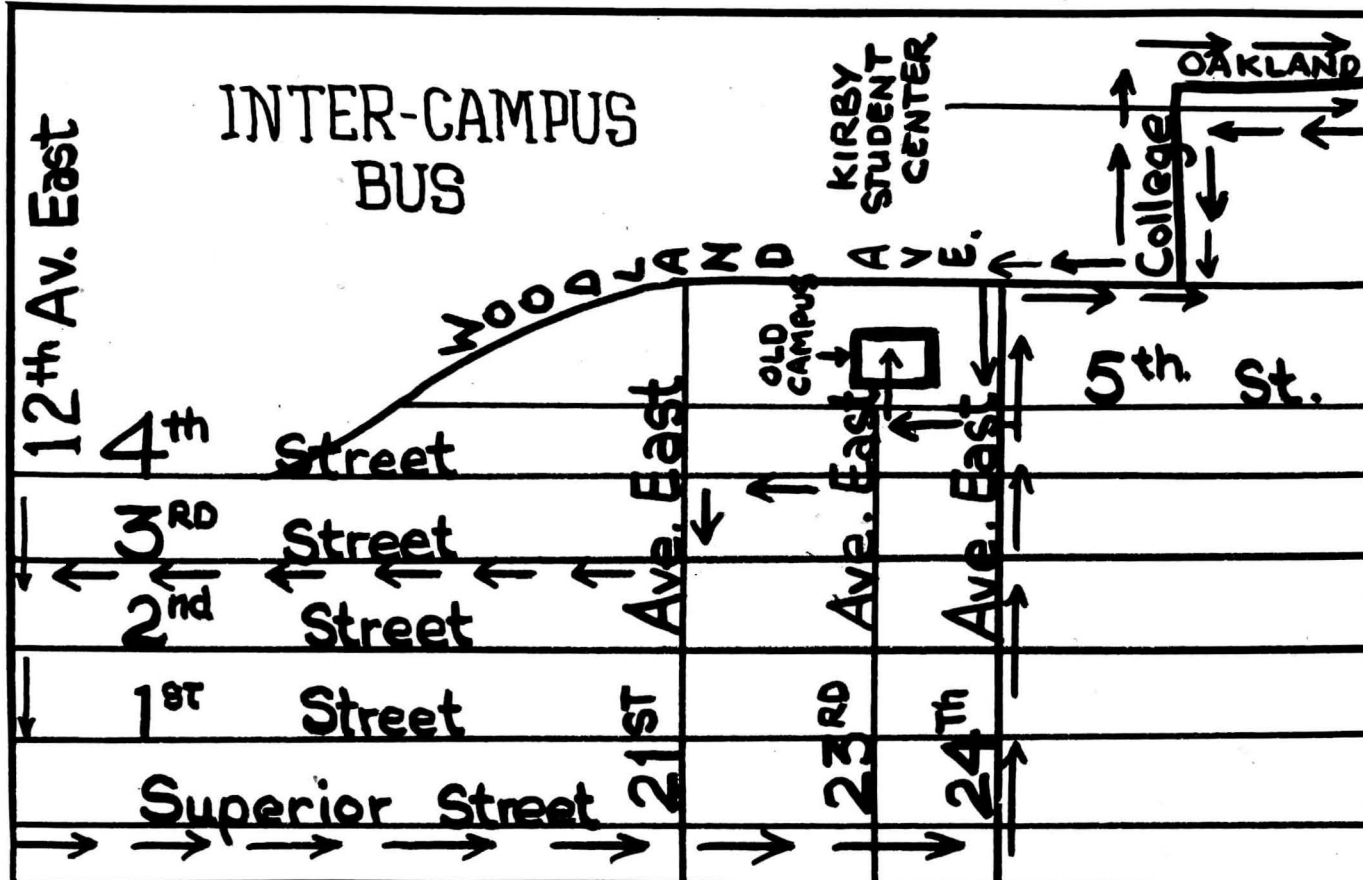 INTER-CAMPUS
BUS
KIRBY
STUDENT
CENTER
OAKLAND
College
12th Av. East
WOODLAND AVE.
OLD
CAMPUS
5th. St.
4th Street
3RD Street
2nd Street
1ST Street
Superior Street
21ST Ave. East
23RD Ave. East
24Th Ave. East